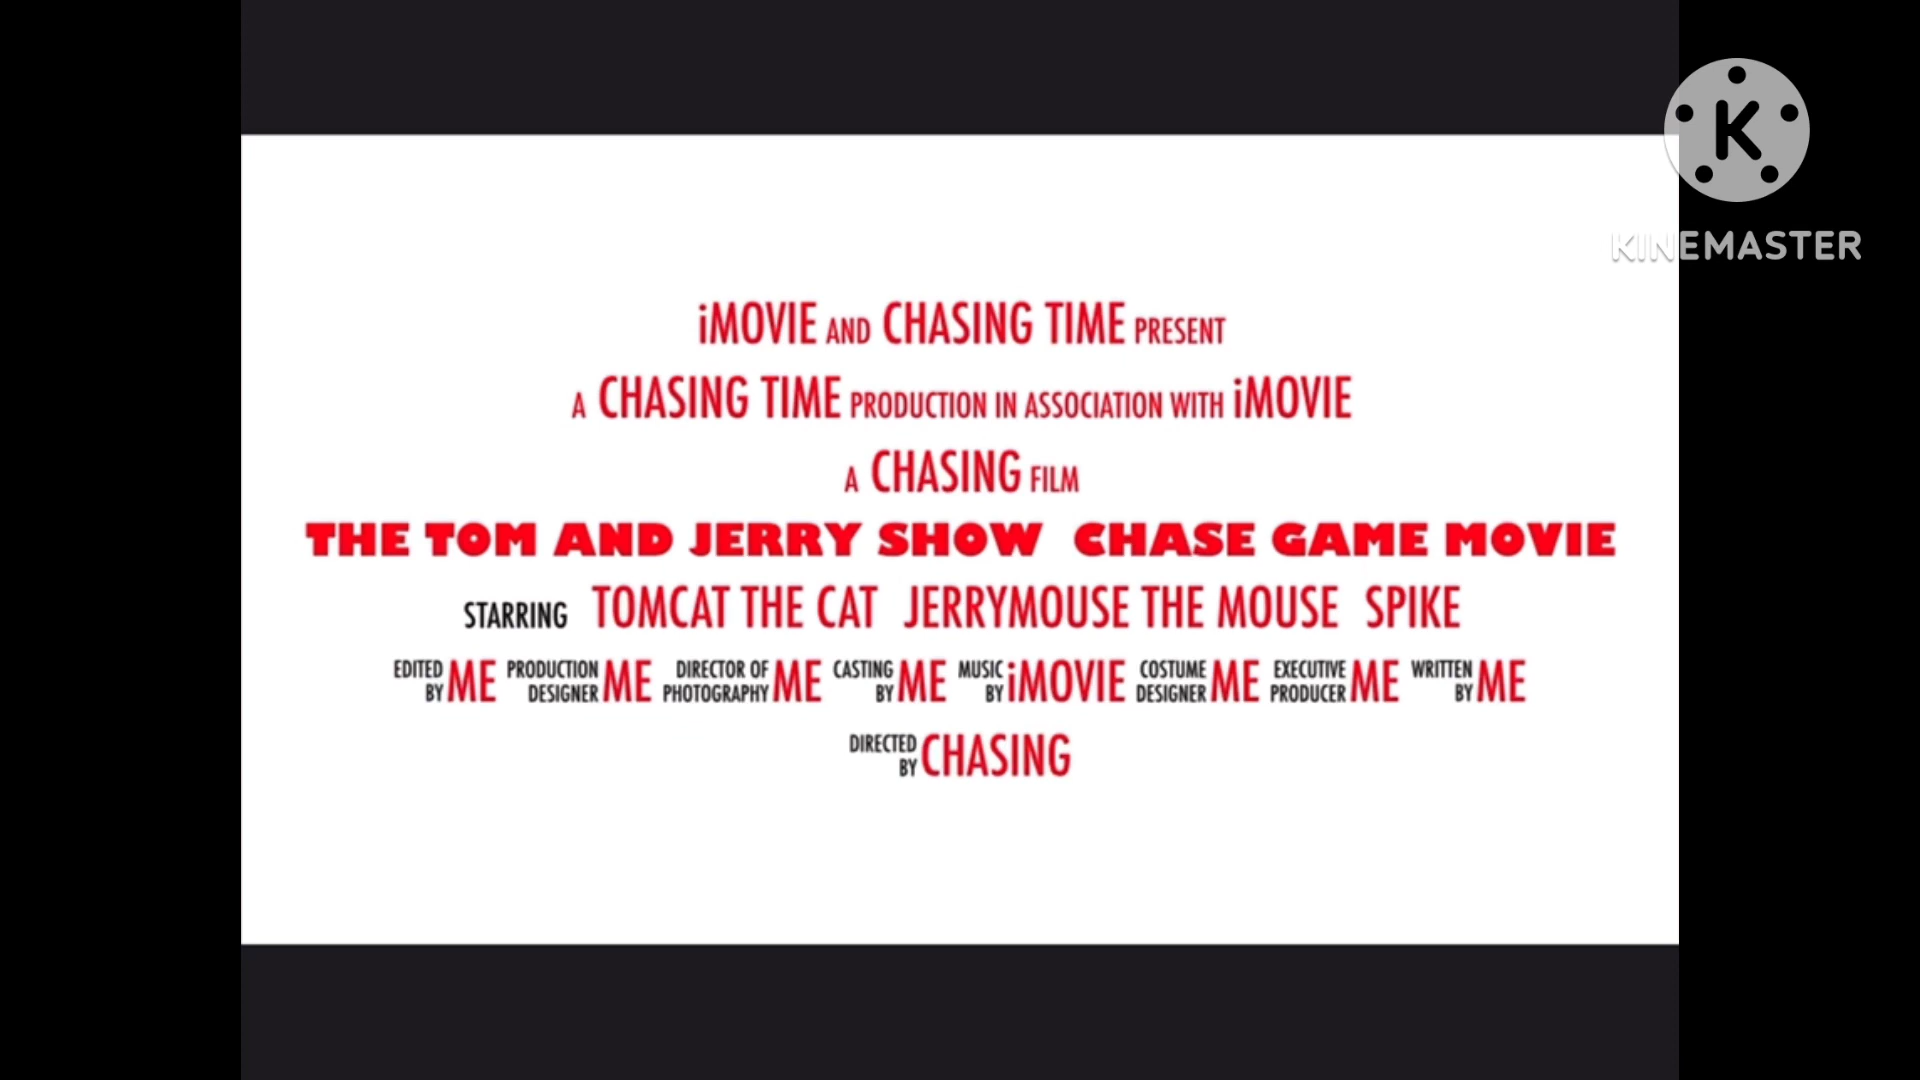 K
KINEMASTER
iMOVIE AND CHASING TIME PRESENT
A CHASING TIME PRODUCTION IN ASSOCIATION WITH iMOVIE
A CHASING FILM
THE TOM AND JERRY SHOW CHASE GAME MOVIE
STARRING TOMCAT THE CAT JERRYMOUSE THE MOUSE SPIKE
EDITED BY ME PRODUCTION DESIGNER ME DIRECTOR OF PHOTOGRAPHY ME CASTING BY ME MUSIC BY iMOVIE COSTUME DESIGNER ME EXECUTIVE PRODUCER ME WRITTEN BY ME
DIRECTED BY CHASING